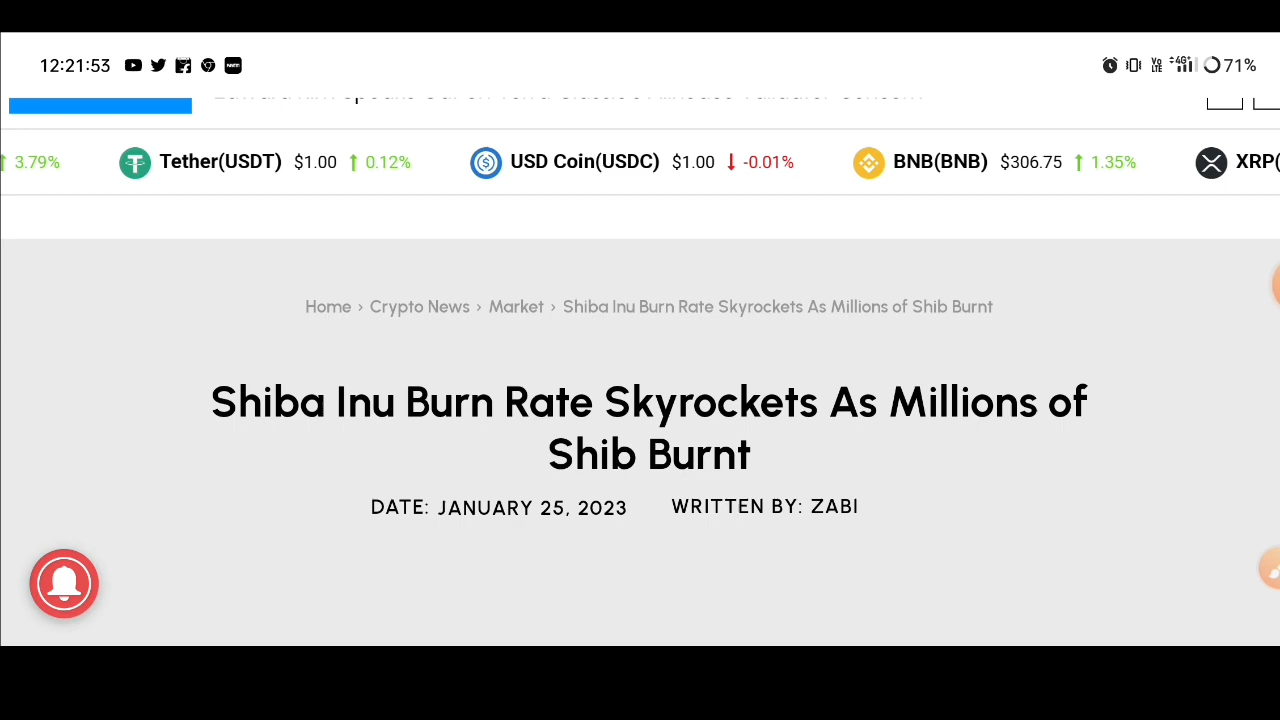 12:21:53 71%
3.79% Tether(USDT) $1.00 0.12% USD Coin(USDC) $1.00 -0.01% BNB(BNB) $306.75 1.35% XRP(
Home › Crypto News › Market › Shiba Inu Burn Rate Skyrockets As Millions of Shib Burnt
Shiba Inu Burn Rate Skyrockets As Millions of
Shib Burnt
DATE: JANUARY 25, 2023 WRITTEN BY: ZABI